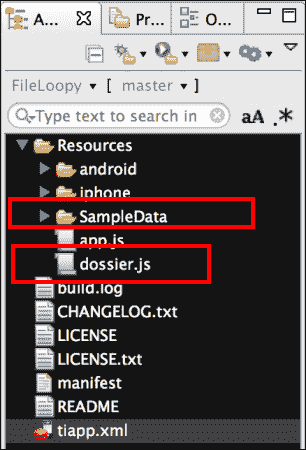 A...
Pr...
O...
FileLoopy ▾ [ master ▾ ]
Type text to search in
aA .*
Resources
android
iphone
SampleData
app.js
dossier.js
build.log
CHANGELOG.txt
LICENSE
LICENSE.txt
manifest
README
tiapp.xml